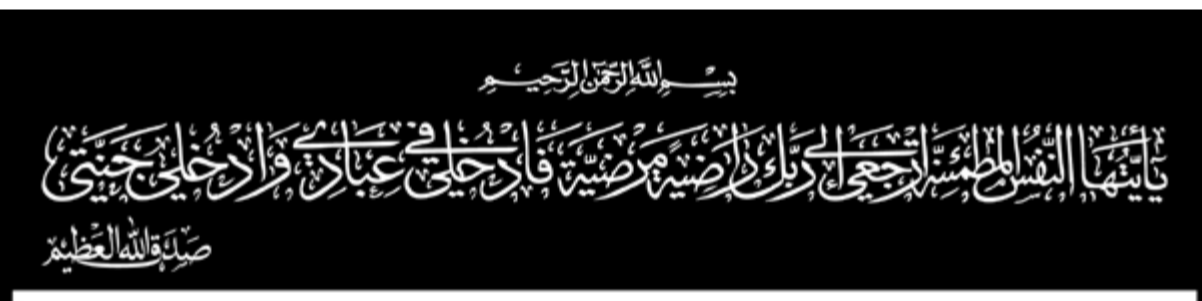 بسم الله الرحمن الرحيم
يا أيتها النفس المطمئنة ارجعي إلى ربك راضية مرضية فادخلي في عبادي وادخلي جنتي
صدق الله العظيم